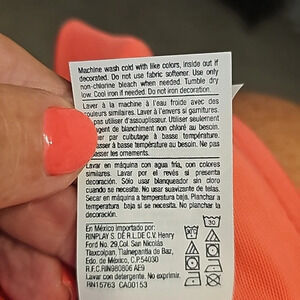 Machine wash cold with like colors, inside out if
decorated. Do not use fabric softener. Use only
non-chlorine bleach when needed. Tumble dry
low. Cool iron if needed. Do not iron decoration.
Laver à la machine à l'eau froide avec des
couleurs similaires. Laver à l'envers si garnitures.
pas utiliser d'assouplisseur. Utiliser seulement
agent de blanchiment non chloré au besoin.
par culbutage à basse température.
à basse température au besoin. Ne pas
les ornements.
Lavar en máquina con agua fria, con colores
similares. Lavar por el revés si presenta
decoración. Sólo usar blanqueador sin cloro
cuando se necesite. No usar suavizante de telas.
Secar en máquina a temperatura baja. Planchar a
temperatura baja si se necesita. No planchar la
decoración.
En México importado por:
RINPLAY S. DE R.L. DE C.V. Henry
Ford No. 29, Col. San Nicolás
Tlaxcolpan, Tlalnepantla de Baz,
Edo. de México, C.P. 54030
R.F.C. RIN980806 AE9
Lavar con detergente. No exprimir.
RN15763 CA00153
30